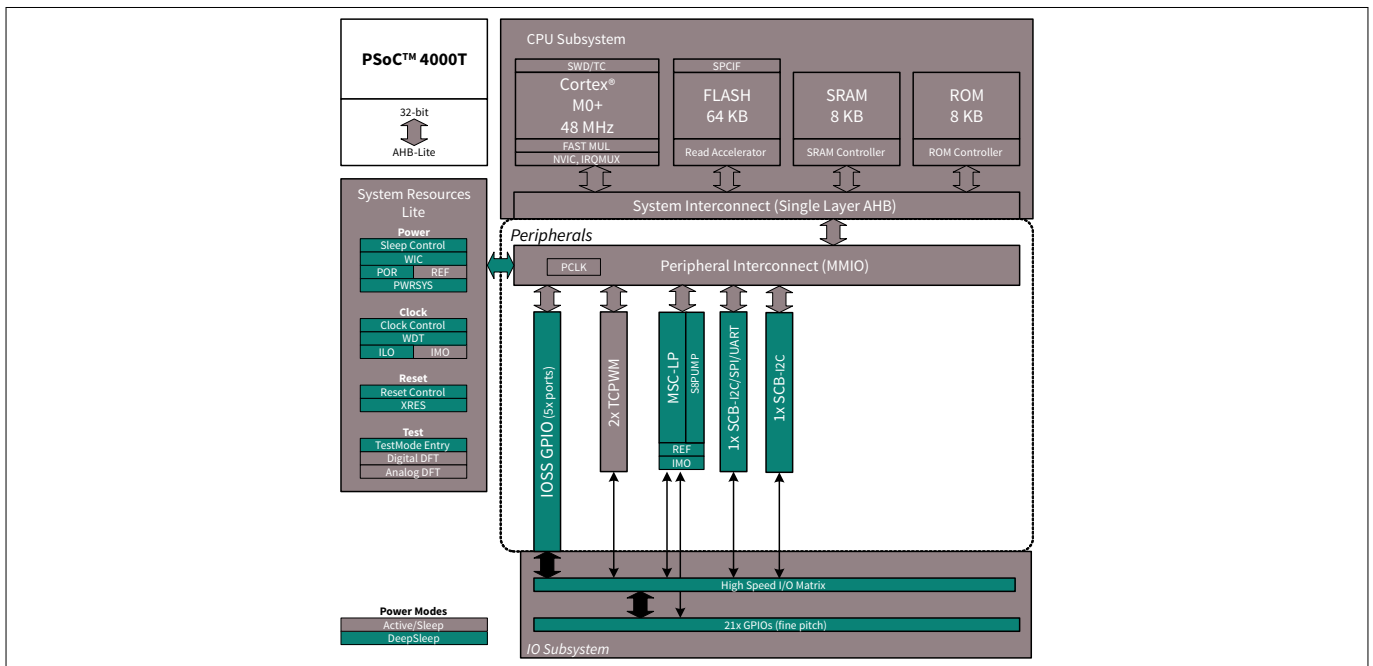 PSoC™ 4000T
32-bit
AHB-Lite
CPU Subsystem
SWD/TC
Cortex®
M0+
48 MHz
FAST MUL
NVIC, IRQMUX
SPCIF
FLASH
64 KB
Read Accelerator
SRAM
8 KB
SRAM Controller
ROM
8 KB
ROM Controller
System Interconnect (Single Layer AHB)
System Resources
Lite
Power
Sleep Control
WIC
POR REF
PWRSYS
Clock
Clock Control
WDT
ILO IMO
Reset
Reset Control
XRES
Test
TestMode Entry
Digital DFT
Analog DFT
Peripherals
PCLK
Peripheral Interconnect (MMIO)
IOSS GPIO (5x ports)
2x TCPWM
MSC-LP
S8PUMP
REF
IMO
1x SCB-I2C/SPI/UART
1x SCB-I2C
High Speed I/O Matrix
21x GPIOs (fine pitch)
IO Subsystem
Power Modes
Active/Sleep
DeepSleep